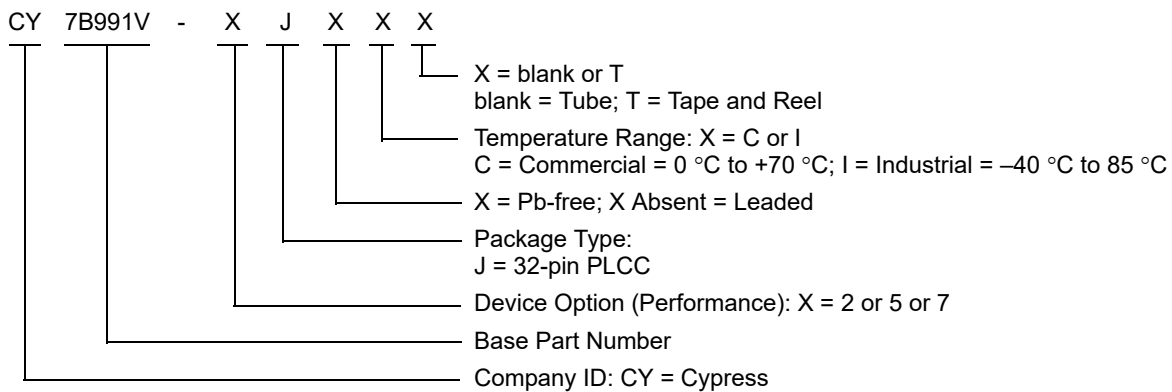 CY 7B991V - X J X X X
X = blank or T
blank = Tube; T = Tape and Reel
Temperature Range: X = C or I
C = Commercial = 0 °C to +70 °C; I = Industrial = –40 °C to 85 °C
X = Pb-free; X Absent = Leaded
Package Type:
J = 32-pin PLCC
Device Option (Performance): X = 2 or 5 or 7
Base Part Number
Company ID: CY = Cypress